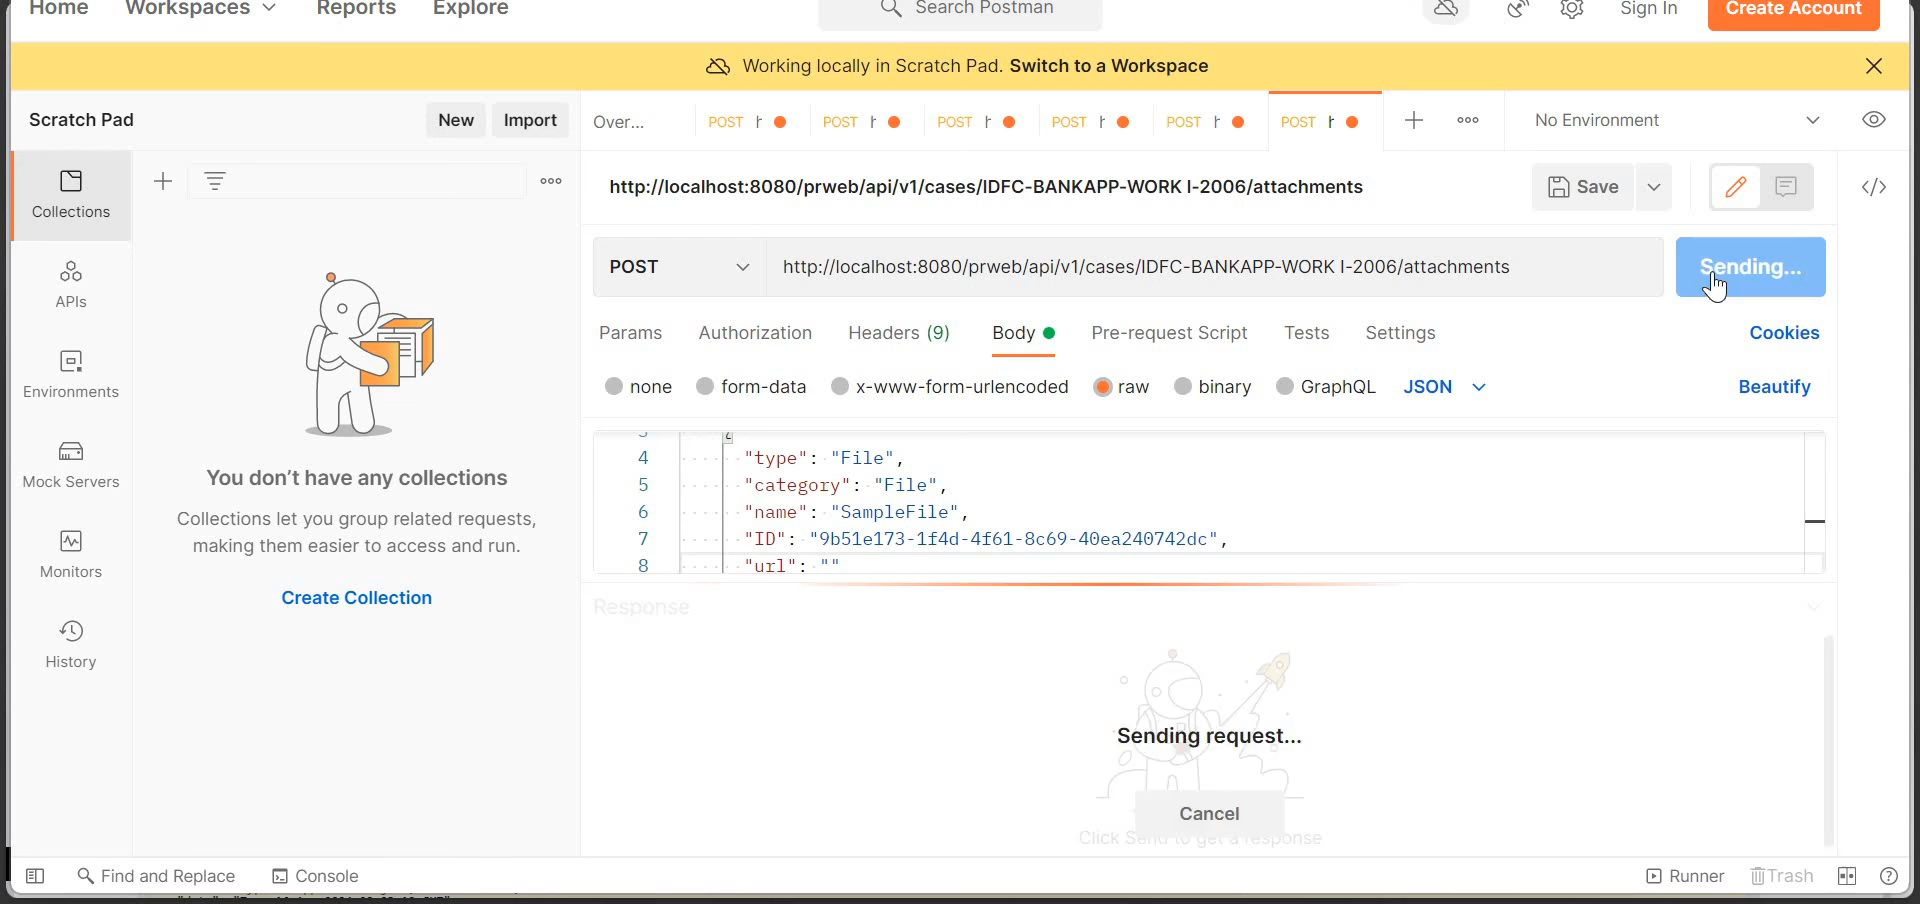 Home Workspaces Reports Explore Search Postman Sign In Create Account
Working locally in Scratch Pad. Switch to a Workspace
Scratch Pad New Import Over... POST POST POST POST POST POST No Environment
http://localhost:8080/prweb/api/v1/cases/IDFC-BANKAPP-WORK I-2006/attachments Save
Collections
POST http://localhost:8080/prweb/api/v1/cases/IDFC-BANKAPP-WORK I-2006/attachments Sending...
APIs
Params Authorization Headers (9) Body Pre-request Script Tests Settings Cookies
Environments
none form-data x-www-form-urlencoded raw binary GraphQL JSON Beautify
4 "type": "File",
5 "category": "File",
6 "name": "SampleFile",
7 "ID": "9b51e173-1f4d-4f61-8c69-40ea240742dc",
8 "url": ""
Mock Servers
You don't have any collections
Collections let you group related requests,
making them easier to access and run.
Create Collection
Monitors
History
Response
Sending request...
Cancel
Click Send to get a response
Find and Replace Console Runner Trash